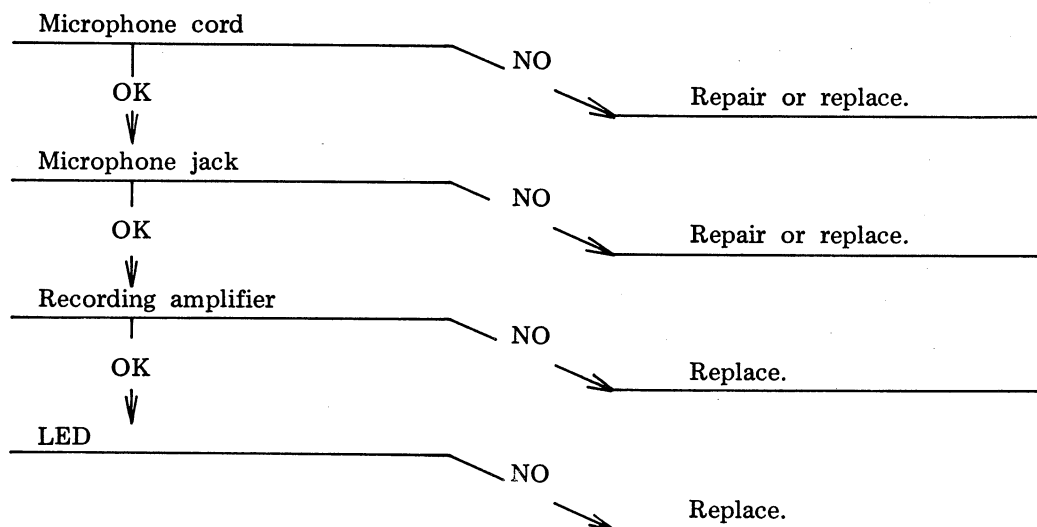 Microphone cord
NO
OK
Repair or replace.
Microphone jack
NO
OK
Repair or replace.
Recording amplifier
NO
OK
Replace.
LED
NO
Replace.